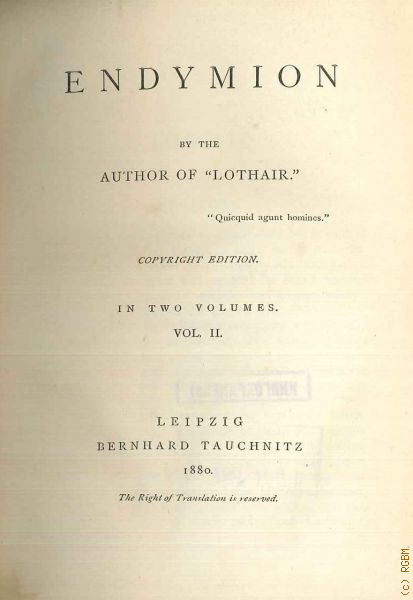 ENDYMION
BY THE
AUTHOR OF "LOTHAIR."
"Quicquid agunt homines."
COPYRIGHT EDITION.
IN TWO VOLUMES.
VOL. II.
LEIPZIG
BERNHARD TAUCHNITZ
1880.
The Right of Translation is reserved.
(c) RGBM